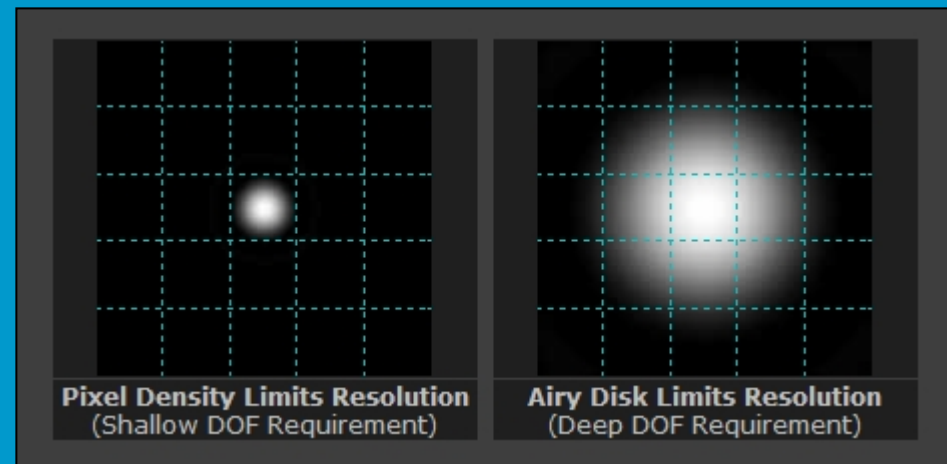 Pixel Density Limits Resolution
(Shallow DOF Requirement)
Airy Disk Limits Resolution
(Deep DOF Requirement)